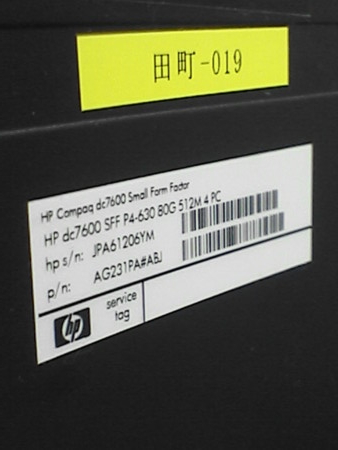 田町-019
HP Compaq dc7600 Small Form Factor
HP dc7600 SFF P4-630 80G 512M 4 PC
hp s/n: JPA61206YM
p/n: AG231PA#ABJ
hp
service
tag